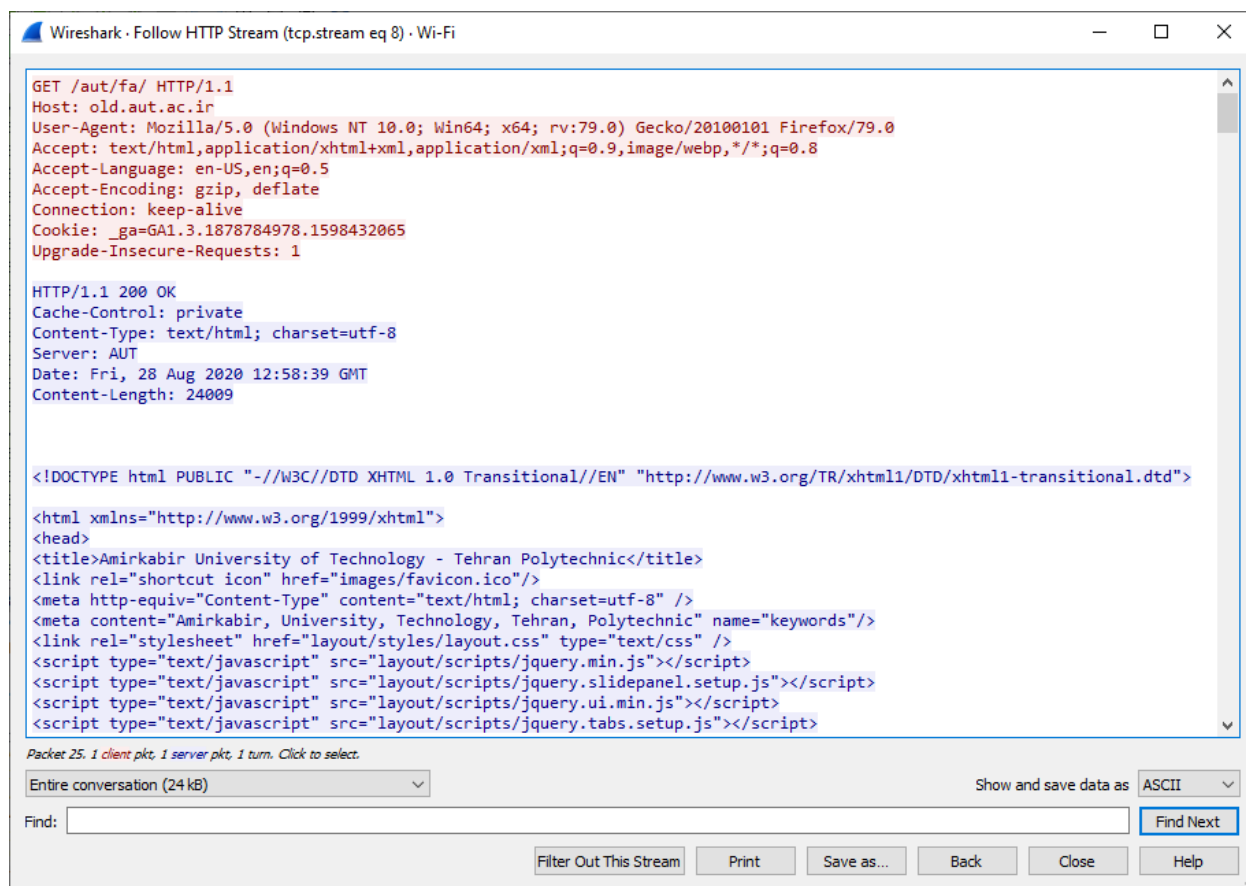 Wireshark · Follow HTTP Stream (tcp.stream eq 8) · Wi-Fi
GET /aut/fa/ HTTP/1.1
Host: old.aut.ac.ir
User-Agent: Mozilla/5.0 (Windows NT 10.0; Win64; x64; rv:79.0) Gecko/20100101 Firefox/79.0
Accept: text/html,application/xhtml+xml,application/xml;q=0.9,image/webp,*/*;q=0.8
Accept-Language: en-US,en;q=0.5
Accept-Encoding: gzip, deflate
Connection: keep-alive
Cookie: _ga=GA1.3.1878784978.1598432065
Upgrade-Insecure-Requests: 1
HTTP/1.1 200 OK
Cache-Control: private
Content-Type: text/html; charset=utf-8
Server: AUT
Date: Fri, 28 Aug 2020 12:58:39 GMT
Content-Length: 24009
<!DOCTYPE html PUBLIC "-//W3C//DTD XHTML 1.0 Transitional//EN" "http://www.w3.org/TR/xhtml1/DTD/xhtml1-transitional.dtd">
<html xmlns="http://www.w3.org/1999/xhtml">
<head>
<title>Amirkabir University of Technology - Tehran Polytechnic</title>
<link rel="shortcut icon" href="images/favicon.ico"/>
<meta http-equiv="Content-Type" content="text/html; charset=utf-8" />
<meta content="Amirkabir, University, Technology, Tehran, Polytechnic" name="keywords"/>
<link rel="stylesheet" href="layout/styles/layout.css" type="text/css" />
<script type="text/javascript" src="layout/scripts/jquery.min.js"></script>
<script type="text/javascript" src="layout/scripts/jquery.slidepanel.setup.js"></script>
<script type="text/javascript" src="layout/scripts/jquery.ui.min.js"></script>
<script type="text/javascript" src="layout/scripts/jquery.tabs.setup.js"></script>
Packet 25. 1 client pkt, 1 server pkt, 1 turn. Click to select.
Entire conversation (24 kB) Show and save data as ASCII
Find: Find Next
Filter Out This Stream Print Save as... Back Close Help